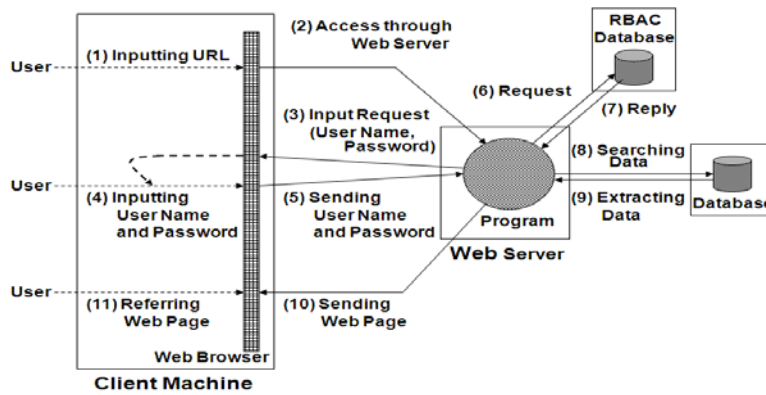 (2) Access through
Web Server
RBAC
Database
User
(1) Inputting URL
(6) Request
(7) Reply
(3) Input Request
(User Name,
Password)
(8) Searching
Data
User
(4) Inputting
User Name
and Password
(5) Sending
User Name
and Password
Program
(9) Extracting
Data
Database
Web Server
User
(11) Referring
Web Page
(10) Sending
Web Page
Web Browser
Client Machine